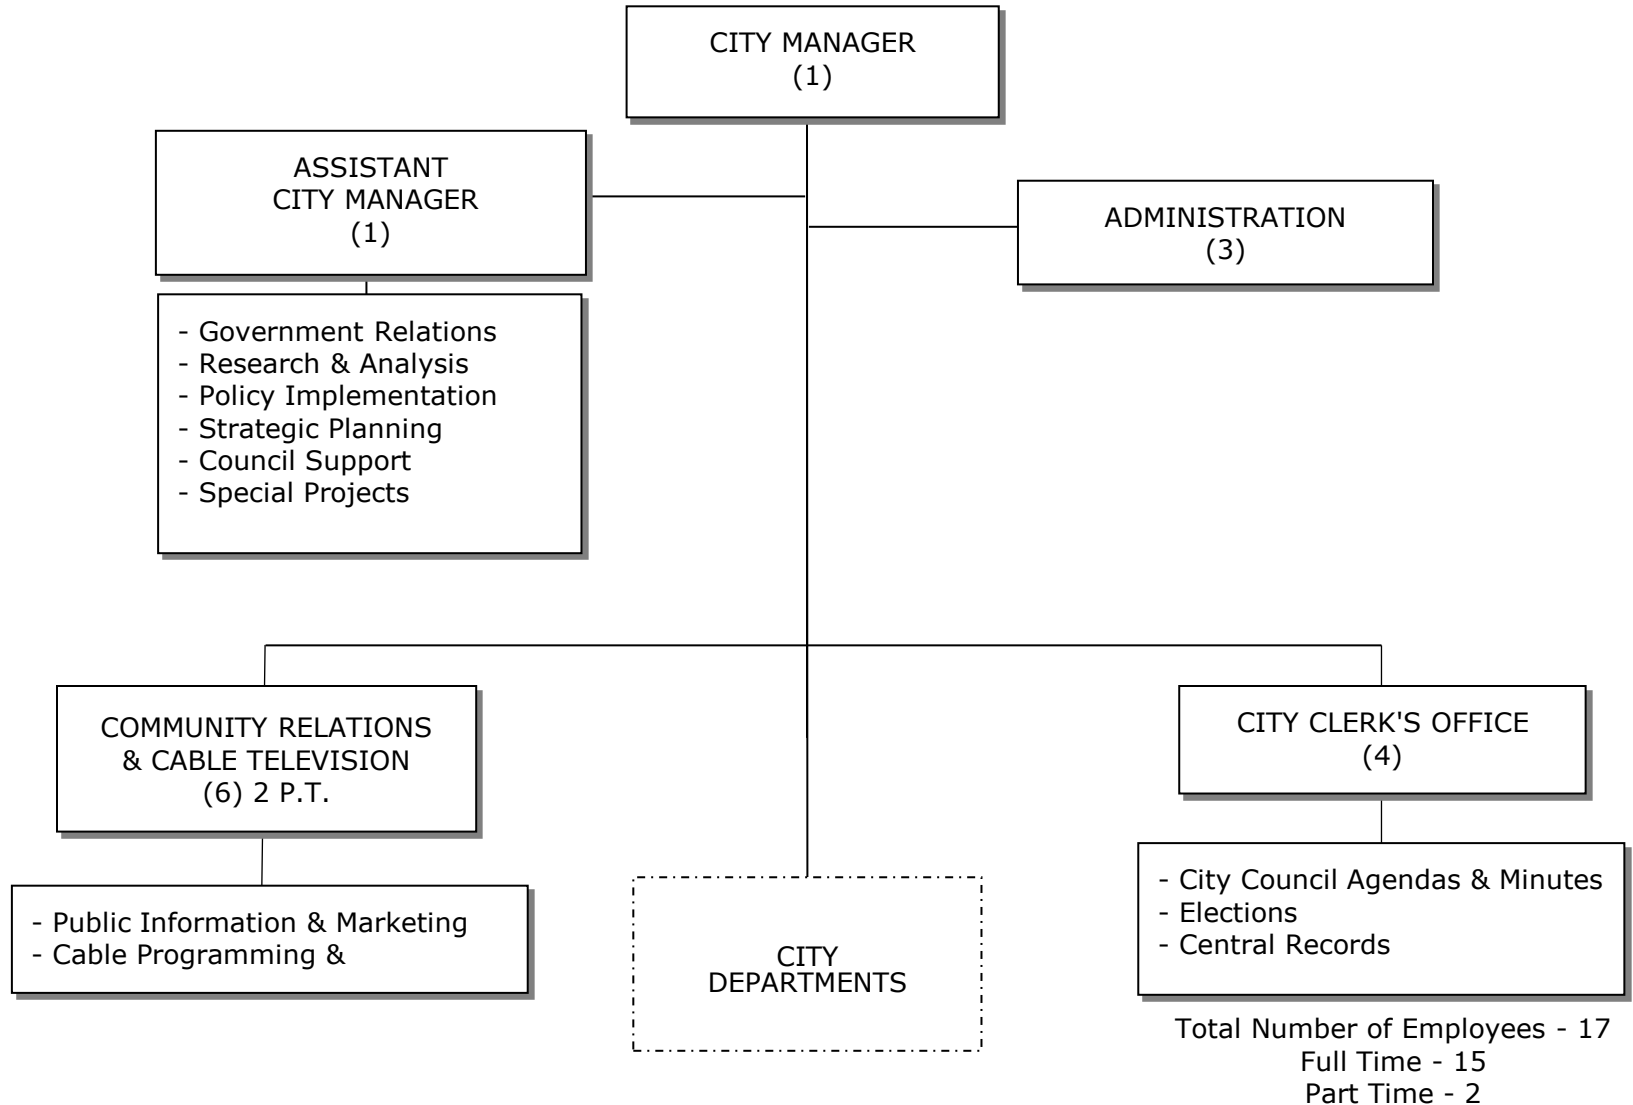 CITY MANAGER
(1)
ASSISTANT
CITY MANAGER
(1)
ADMINISTRATION
(3)
- Government Relations
- Research & Analysis
- Policy Implementation
- Strategic Planning
- Council Support
- Special Projects
COMMUNITY RELATIONS
& CABLE TELEVISION
(6) 2 P.T.
CITY CLERK'S OFFICE
(4)
- Public Information & Marketing
- Cable Programming &
CITY
DEPARTMENTS
- City Council Agendas & Minutes
- Elections
- Central Records
Total Number of Employees - 17
Full Time - 15
Part Time - 2